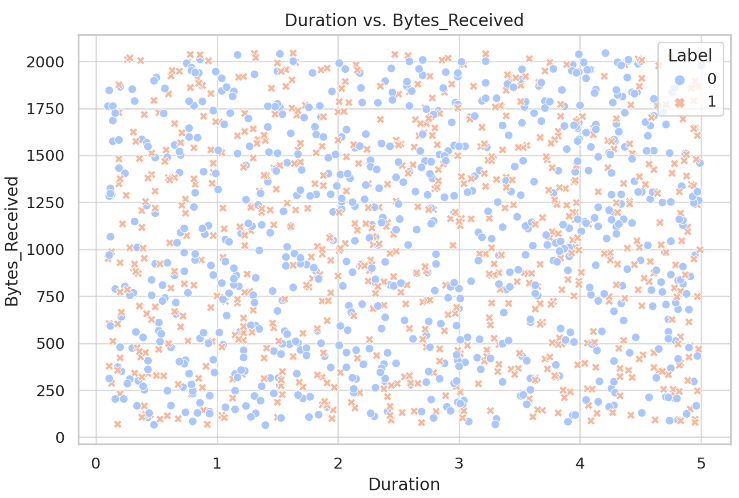 Duration vs. Bytes_Received
Label
0
1
2000
1750
1500
1250
1000
750
500
250
0
Bytes_Received
0 1 2 3 4 5
Duration